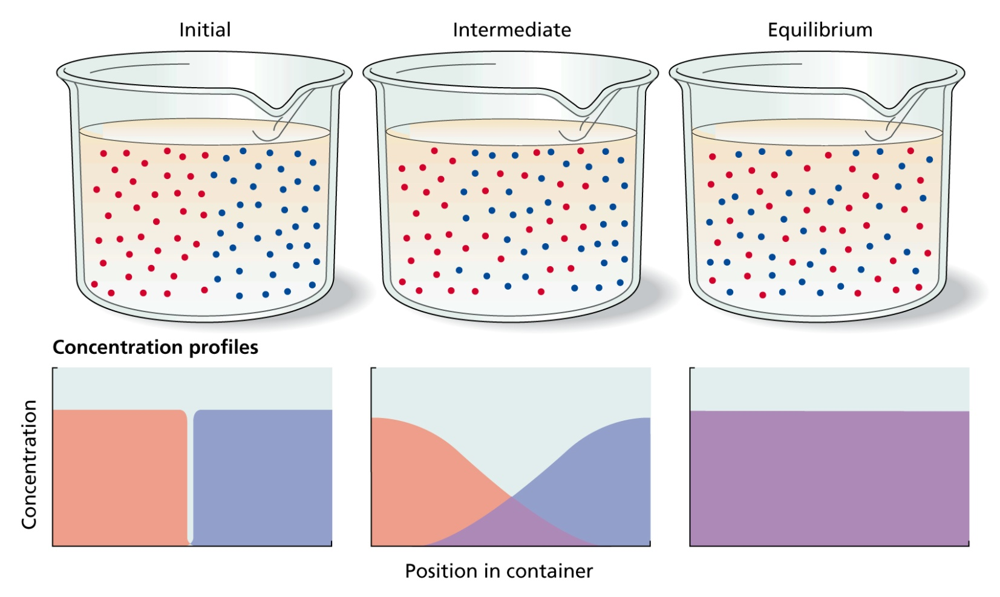 Initial
Intermediate
Equilibrium
Concentration profiles
Concentration
Position in container